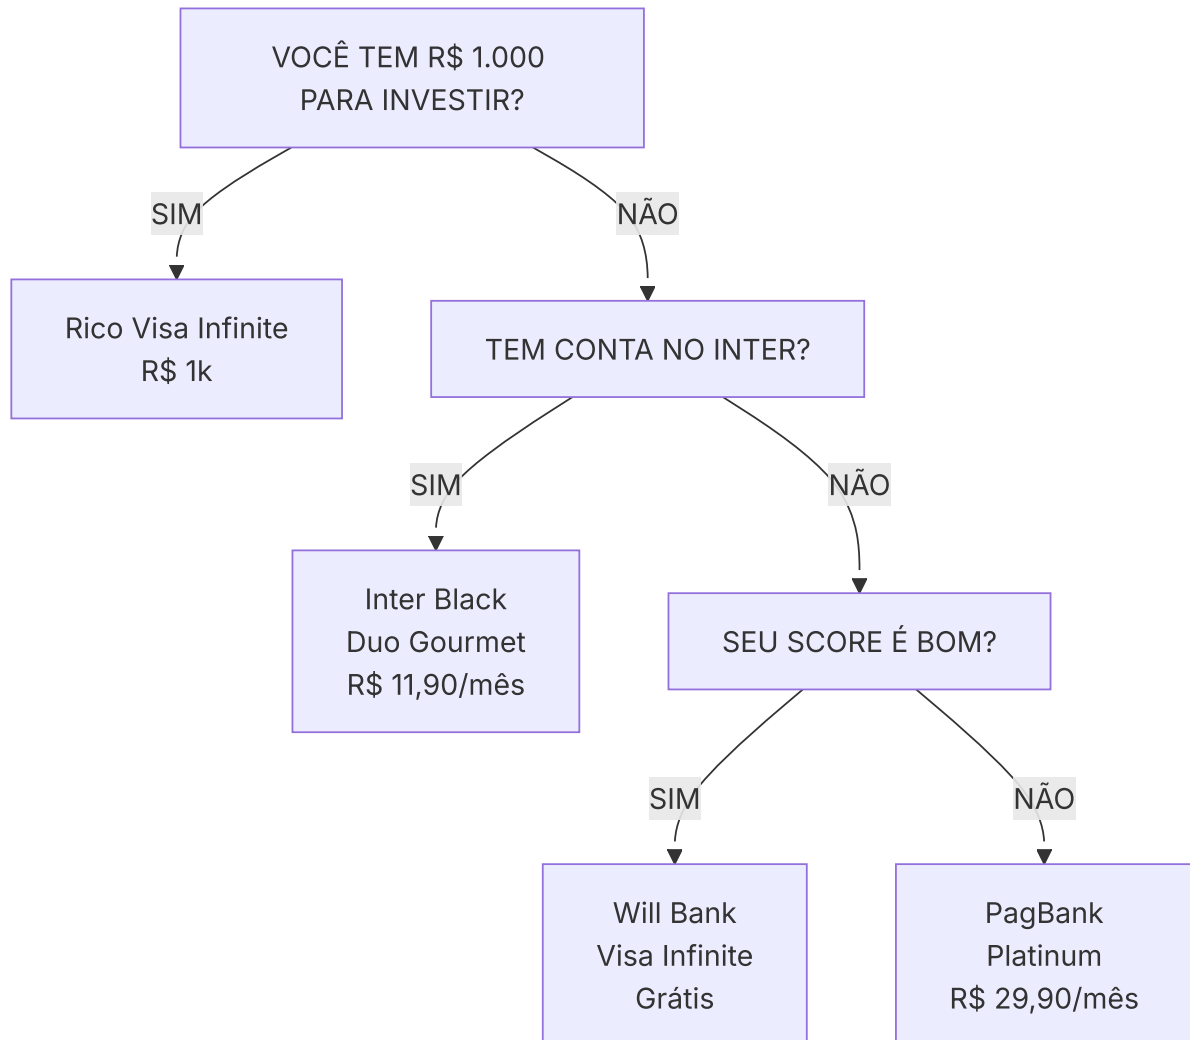 VOCÊ TEM R$ 1.000
PARA INVESTIR?
SIM
NÃO
Rico Visa Infinite
R$ 1k
TEM CONTA NO INTER?
SIM
NÃO
Inter Black
Duo Gourmet
R$ 11,90/mês
SEU SCORE É BOM?
SIM
NÃO
Will Bank
Visa Infinite
Grátis
PagBank
Platinum
R$ 29,90/mês